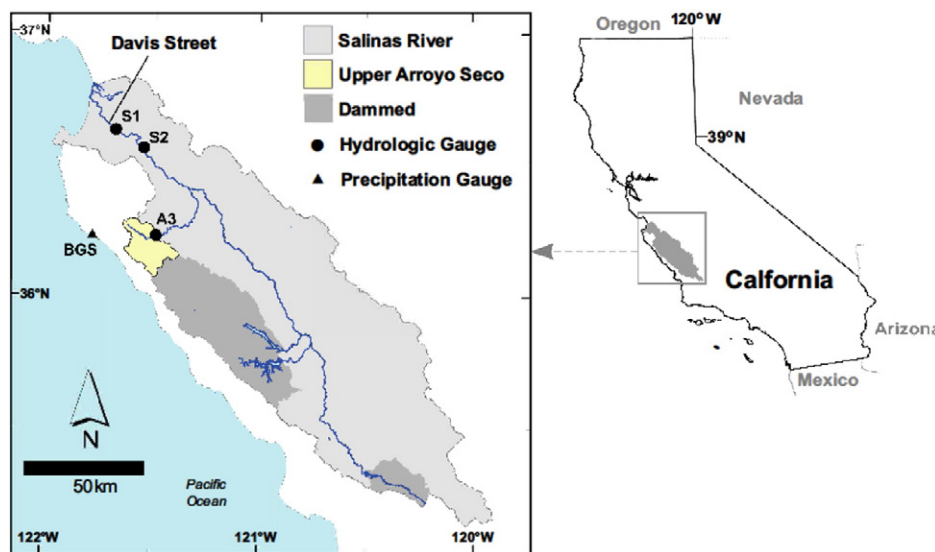 37°N
Davis Street
S1
S2
A3
BGS
36°N
N
50km
Pacific
Ocean
122°W
121°W
120°W
Salinas River
Upper Arroyo Seco
Dammed
Hydrologic Gauge
Precipitation Gauge
120°W
Oregon
Nevada
39°N
Calfornia
Arizona
Mexico